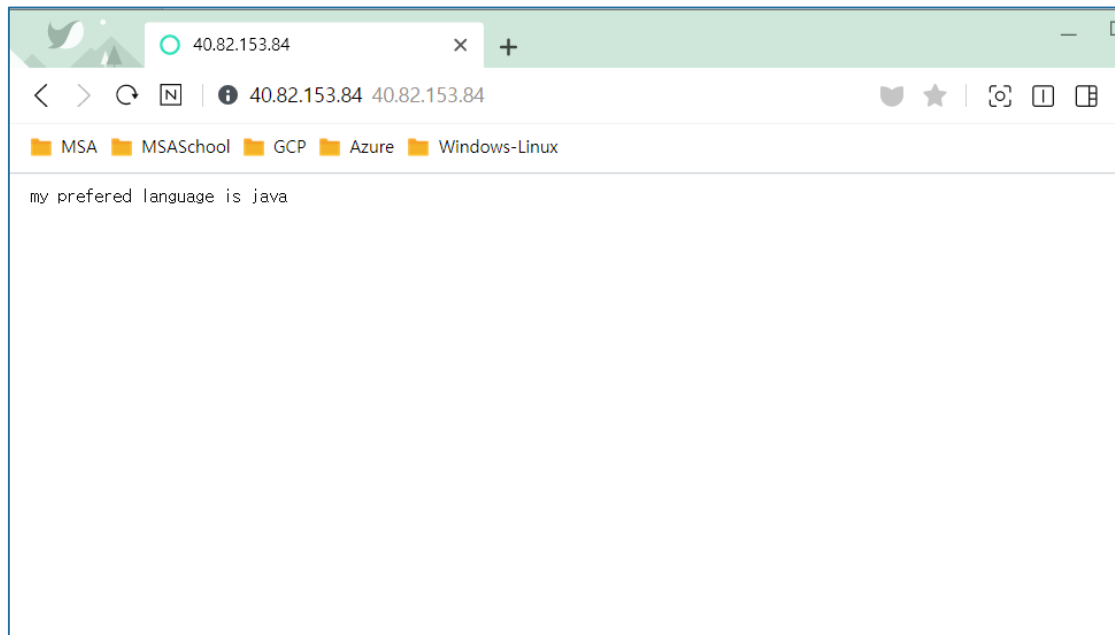 40.82.153.84
N 40.82.153.84 40.82.153.84
MSA MSASchool GCP Azure Windows-Linux
my prefered language is java